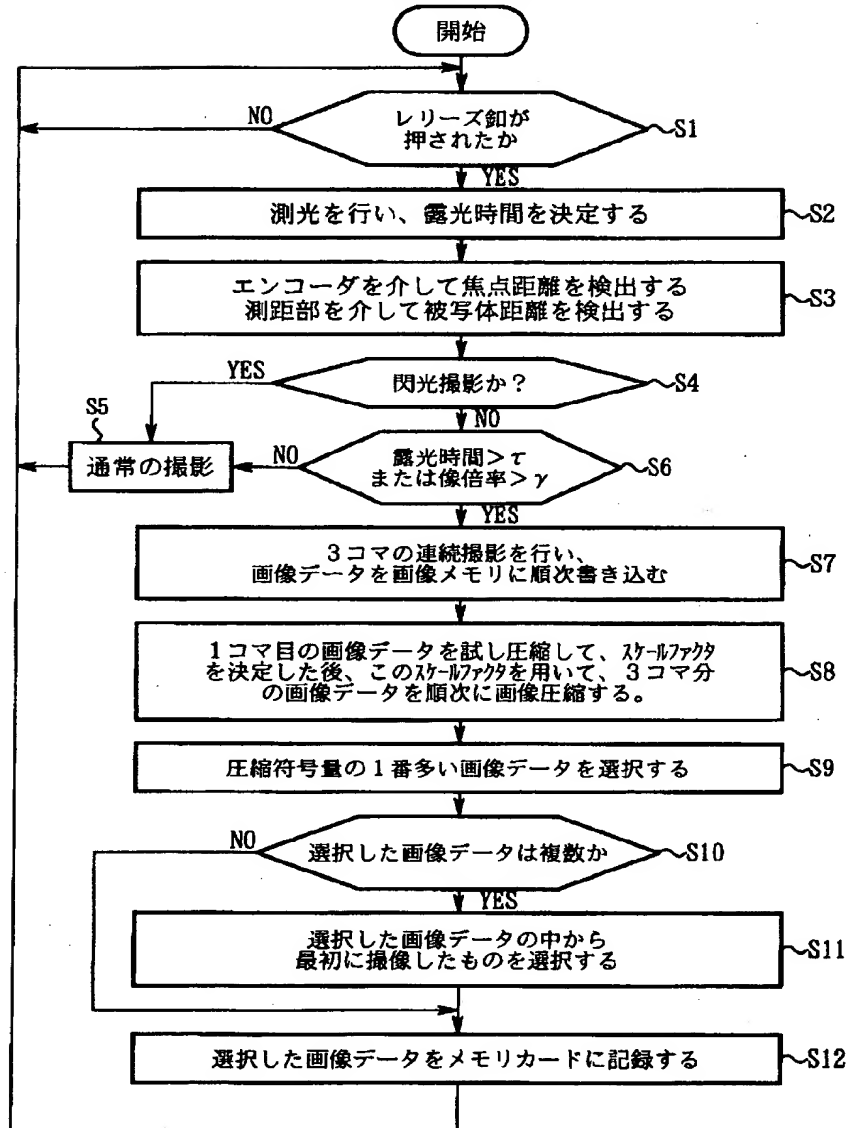 開始
NO
レリーズ釦が
押されたか
S1
YES
測光を行い、露光時間を決定する
S2
エンコーダを介して焦点距離を検出する
測距部を介して被写体距離を検出する
S3
YES
閃光撮影か?
S4
S5
NO
通常の撮影
NO
露光時間>τ
または像倍率>γ
S6
YES
3コマの連続撮影を行い、
画像データを画像メモリに順次書き込む
S7
1コマ目の画像データを試し圧縮して、スケールファクタ
を決定した後、このスケールファクタを用いて、3コマ分
の画像データを順次に画像圧縮する。
S8
圧縮符号量の1番多い画像データを選択する
S9
NO
選択した画像データは複数か
S10
YES
選択した画像データの中から
最初に撮像したものを選択する
S11
選択した画像データをメモリカードに記録する
S12